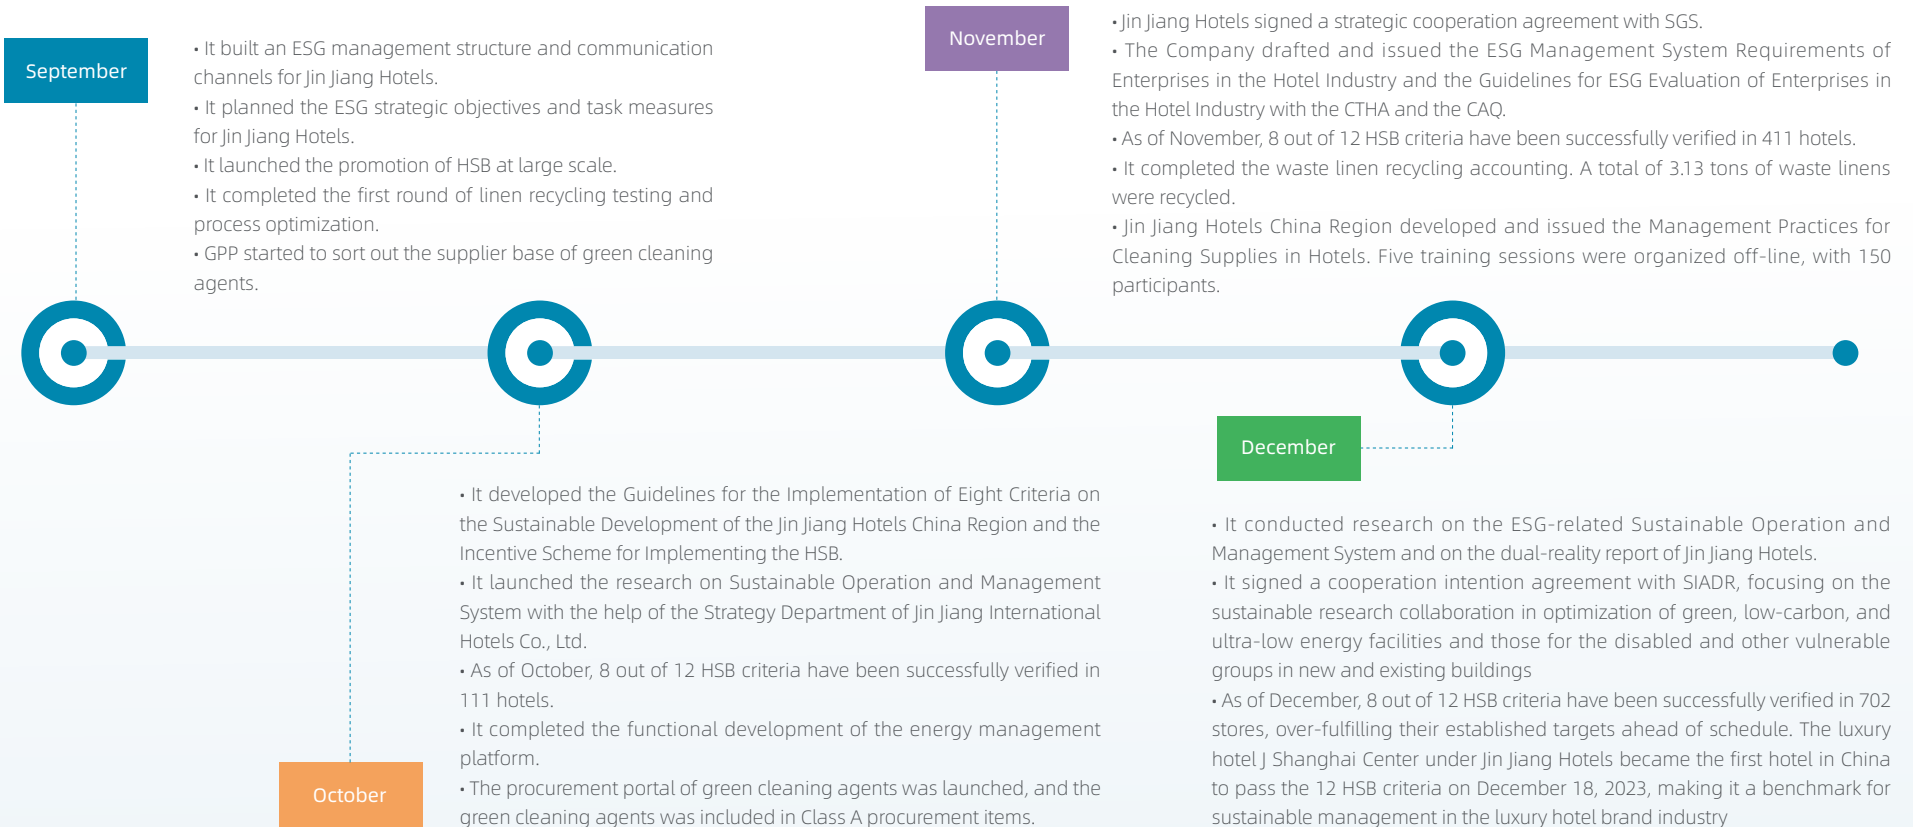 September
• It built an ESG management structure and communication
channels for Jin Jiang Hotels.
• It planned the ESG strategic objectives and task measures
for Jin Jiang Hotels.
• It launched the promotion of HSB at large scale.
• It completed the first round of linen recycling testing and
process optimization.
• GPP started to sort out the supplier base of green cleaning
agents.
October
• It developed the Guidelines for the Implementation of Eight Criteria on
the Sustainable Development of the Jin Jiang Hotels China Region and the
Incentive Scheme for Implementing the HSB.
• It launched the research on Sustainable Operation and Management
System with the help of the Strategy Department of Jin Jiang International
Hotels Co., Ltd.
• As of October, 8 out of 12 HSB criteria have been successfully verified in
111 hotels.
• It completed the functional development of the energy management
platform.
• The procurement portal of green cleaning agents was launched, and the
green cleaning agents was included in Class A procurement items.
November
• Jin Jiang Hotels signed a strategic cooperation agreement with SGS.
• The Company drafted and issued the ESG Management System Requirements of
Enterprises in the Hotel Industry and the Guidelines for ESG Evaluation of Enterprises in
the Hotel Industry with the CTHA and the CAQ.
• As of November, 8 out of 12 HSB criteria have been successfully verified in 411 hotels.
• It completed the waste linen recycling accounting. A total of 3.13 tons of waste linens
were recycled.
• Jin Jiang Hotels China Region developed and issued the Management Practices for
Cleaning Supplies in Hotels. Five training sessions were organized off-line, with 150
participants.
December
• It conducted research on the ESG-related Sustainable Operation and
Management System and on the dual-reality report of Jin Jiang Hotels.
• It signed a cooperation intention agreement with SIADR, focusing on the
sustainable research collaboration in optimization of green, low-carbon, and
ultra-low energy facilities and those for the disabled and other vulnerable
groups in new and existing buildings
• As of December, 8 out of 12 HSB criteria have been successfully verified in 702
stores, over-fulfilling their established targets ahead of schedule. The luxury
hotel J Shanghai Center under Jin Jiang Hotels became the first hotel in China
to pass the 12 HSB criteria on December 18, 2023, making it a benchmark for
sustainable management in the luxury hotel brand industry